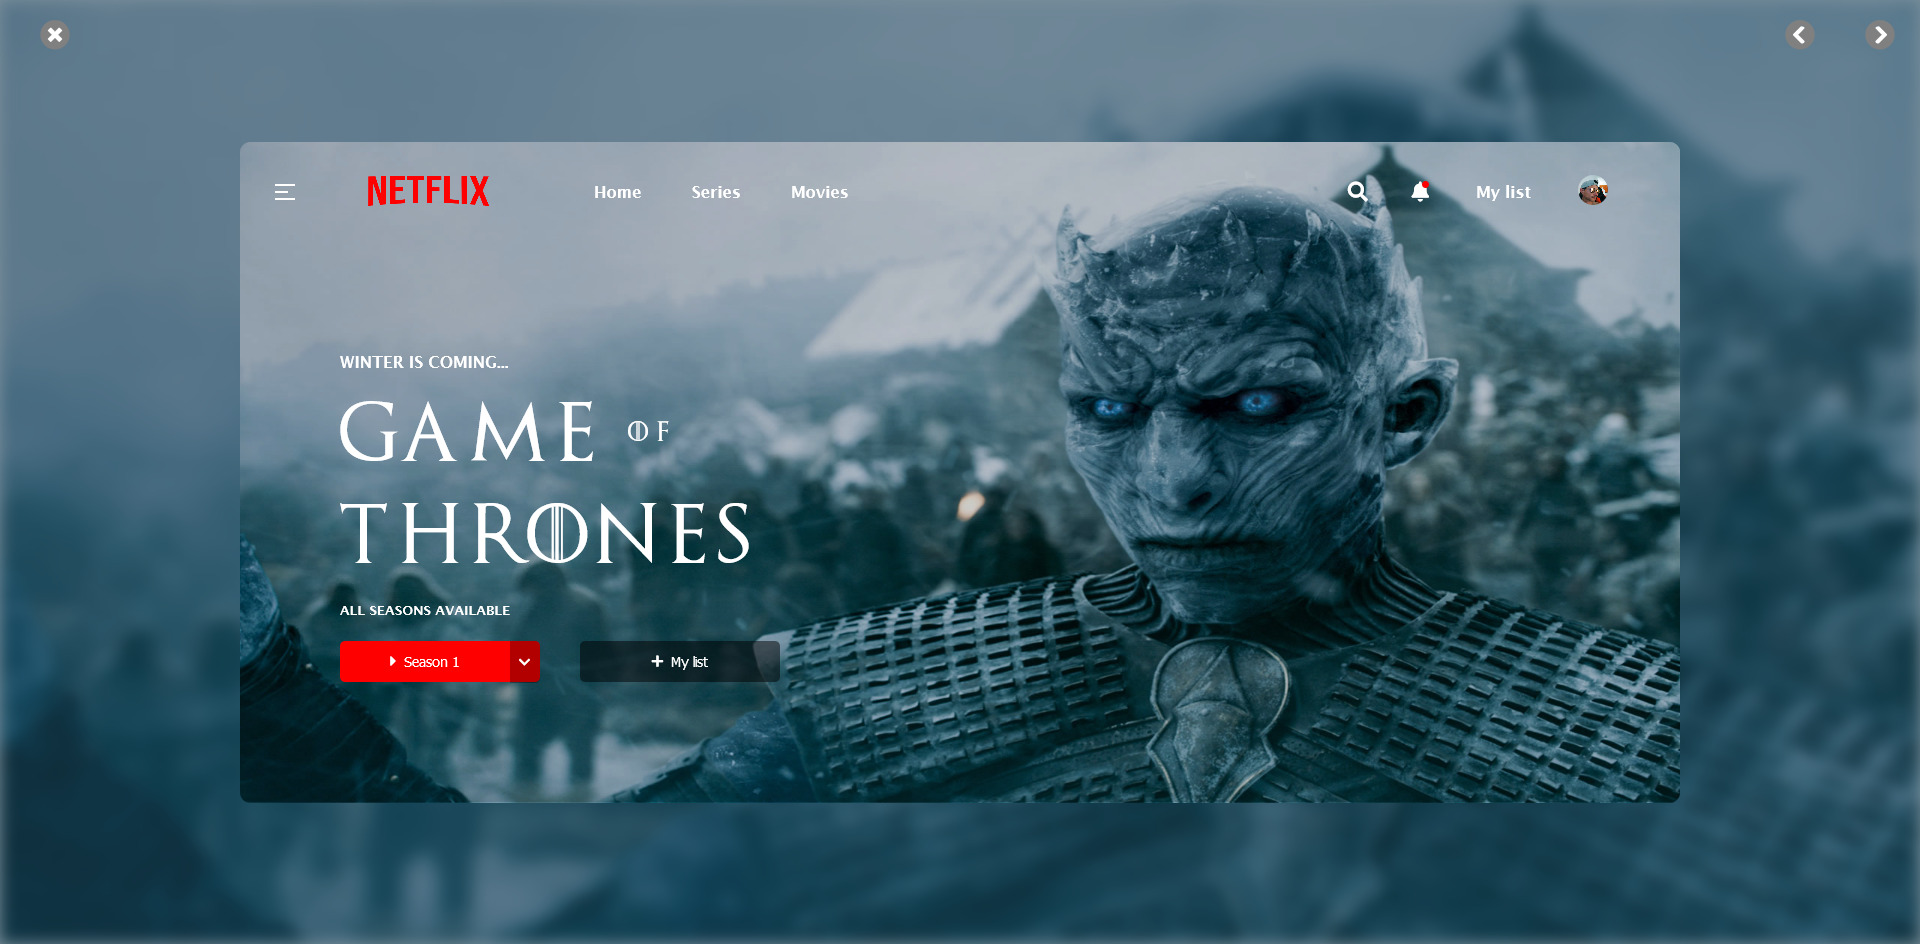 NETFLIX Home Series Movies My list
WINTER IS COMING...
GAME OF
THRONES
ALL SEASONS AVAILABLE
Season 1 My list